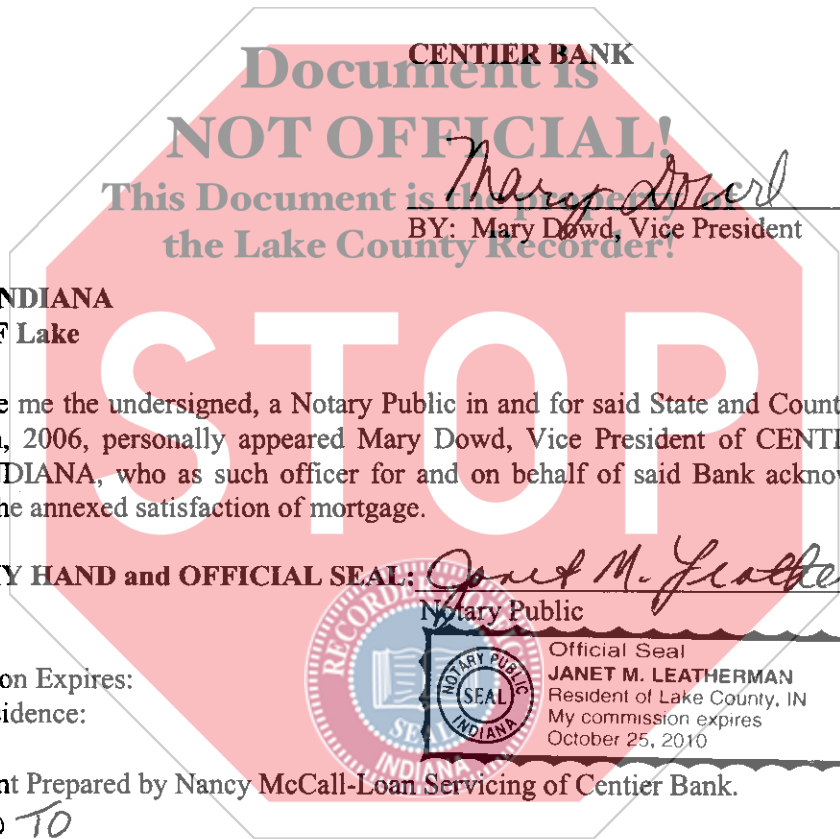 CENTIER BANK
Document is
NOT OFFICIAL!
Mary Dowd
This Document is the property of
BY: Mary Dowd, Vice President
the Lake County Recorder!
NDIANA
F Lake
STOP
e me the undersigned, a Notary Public in and for said State and Count
, 2006, personally appeared Mary Dowd, Vice President of CENTI
NDIANA, who as such officer for and on behalf of said Bank acknov
he annexed satisfaction of mortgage.
Y HAND and OFFICIAL SEAL: Janet M. Leathe
Notary Public
RECORDER
SEAL
INDIANA
NOTARY PUBLIC
SEAL
INDIANA
Official Seal
JANET M. LEATHERMAN
Resident of Lake County, IN
My commission expires
October 25, 2010
on Expires:
sidence:
nt Prepared by Nancy McCall-Loan Servicing of Centier Bank.
TO